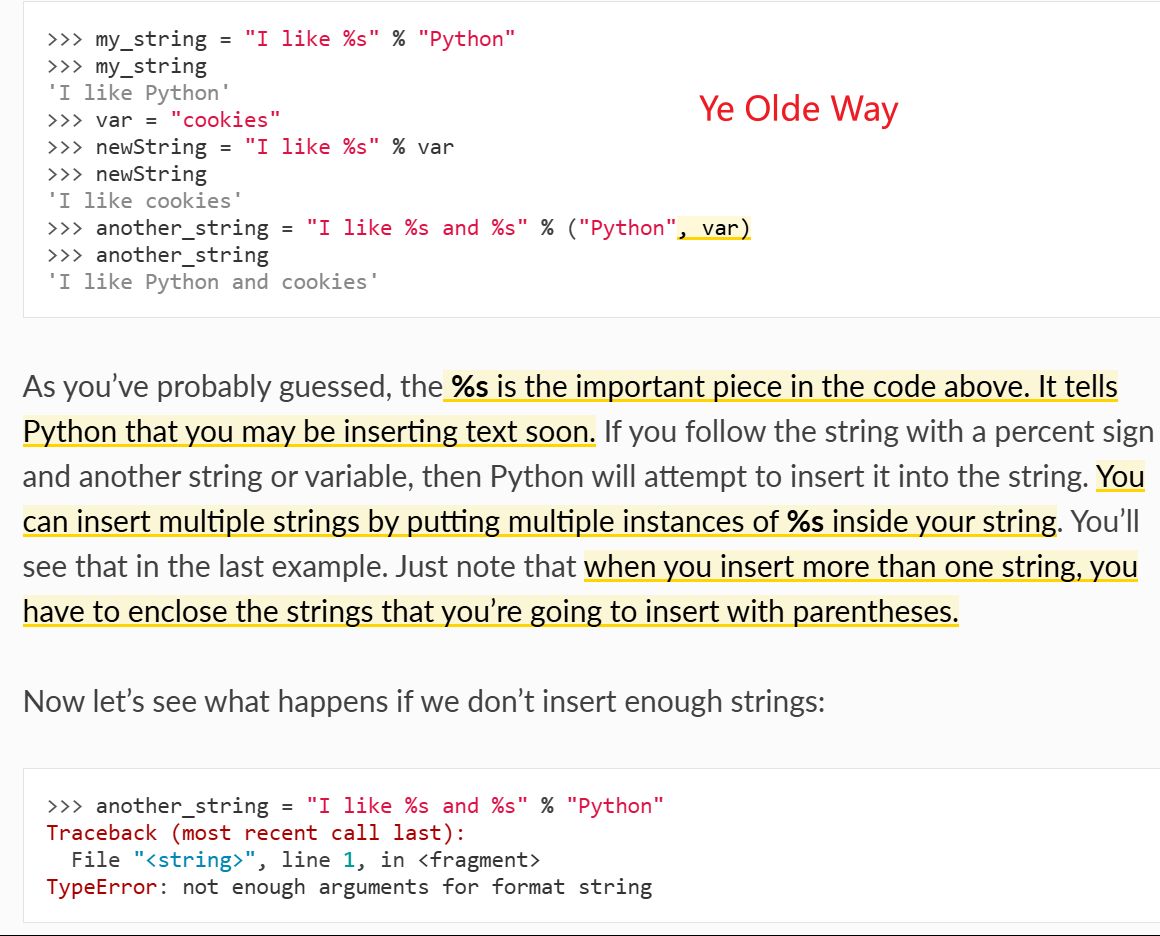 >>> my_string = "I like %s" % "Python"
>>> my_string
'I like Python'
Ye Olde Way
>>> var = "cookies"
>>> newString = "I like %s" % var
>>> newString
'I like cookies'
>>> another_string = "I like %s and %s" % ("Python", var)
>>> another_string
'I like Python and cookies'
As you’ve probably guessed, the %s is the important piece in the code above. It tells
Python that you may be inserting text soon. If you follow the string with a percent sign
and another string or variable, then Python will attempt to insert it into the string. You
can insert multiple strings by putting multiple instances of %s inside your string. You’ll
see that in the last example. Just note that when you insert more than one string, you
have to enclose the strings that you’re going to insert with parentheses.
Now let’s see what happens if we don’t insert enough strings:
>>> another_string = "I like %s and %s" % "Python"
Traceback (most recent call last):
  File "<string>", line 1, in <fragment>
TypeError: not enough arguments for format string